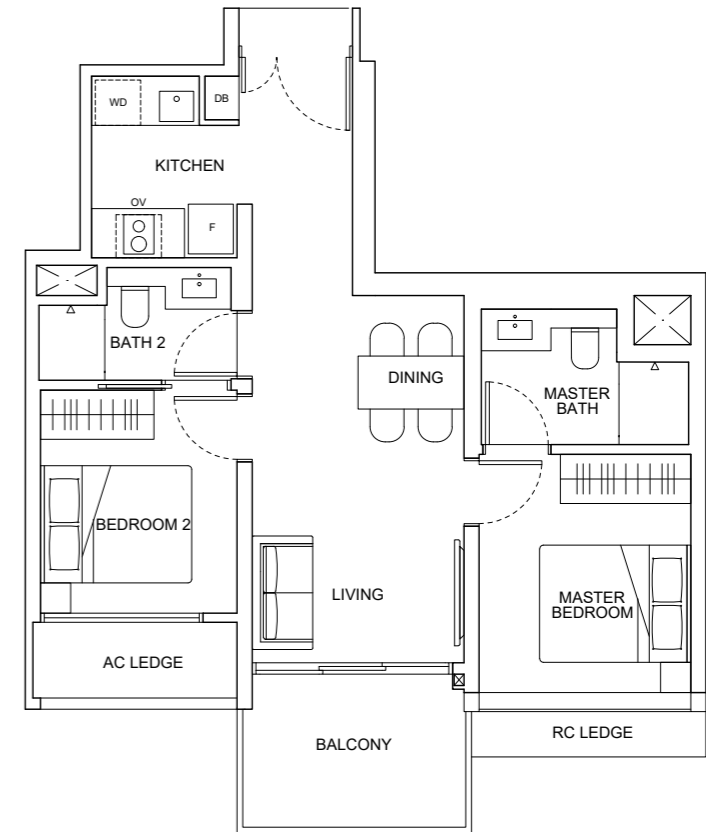 WD
DB
KITCHEN
OV
F
BATH 2
DINING
MASTER
BATH
BEDROOM 2
LIVING
MASTER
BEDROOM
AC LEDGE
BALCONY
RC LEDGE